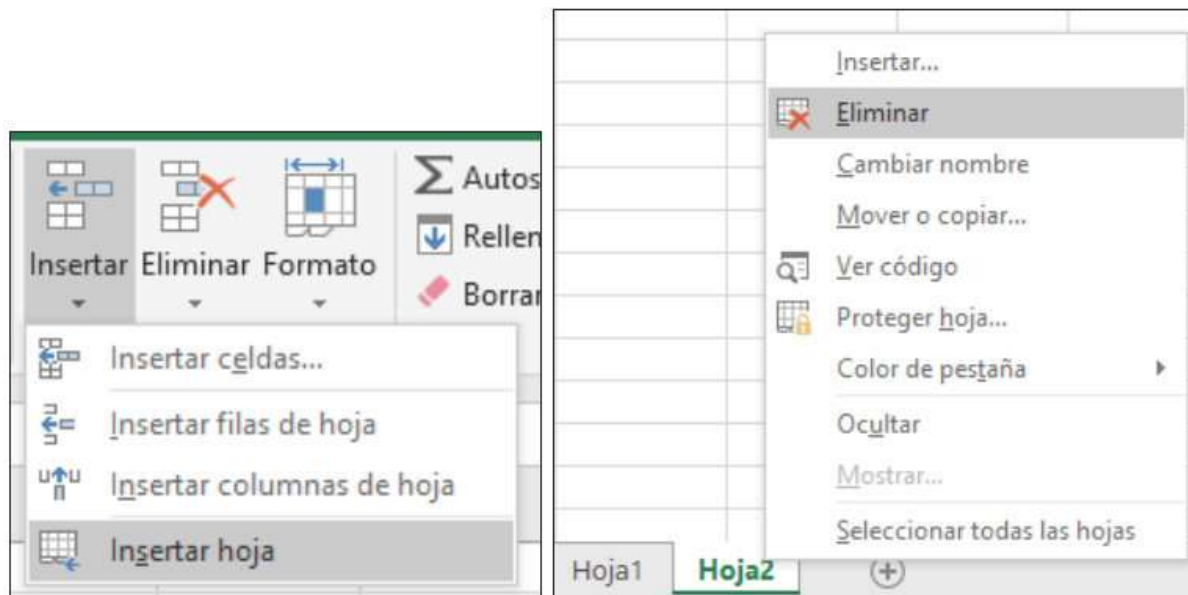 Insertar Eliminar Formato
Autos
Rellen
Borrar
Insertar celdas...
Insertar filas de hoja
Insertar columnas de hoja
Insertar hoja
Insertar...
Eliminar
Cambiar nombre
Mover o copiar...
Ver código
Proteger hoja...
Color de pestaña
Ocultar
Mostrar...
Seleccionar todas las hojas
Hoja1 Hoja2